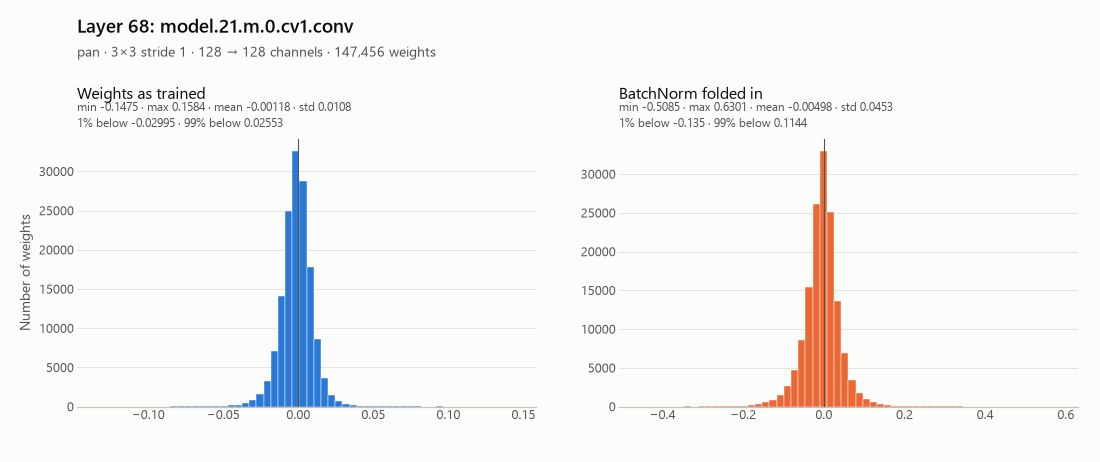 Layer 68: model.21.m.0.cv1.conv
pan · 3×3 stride 1 · 128 → 128 channels · 147,456 weights
Weights as trained
min -0.1475 · max 0.1584 · mean -0.00118 · std 0.0108
1% below -0.02995 · 99% below 0.02553
Number of weights
30000
25000
20000
15000
10000
5000
0
−0.10
−0.05
0.00
0.05
0.10
0.15
BatchNorm folded in
min -0.5085 · max 0.6301 · mean -0.00498 · std 0.0453
1% below -0.135 · 99% below 0.1144
30000
25000
20000
15000
10000
5000
0
−0.4
−0.2
0.0
0.2
0.4
0.6